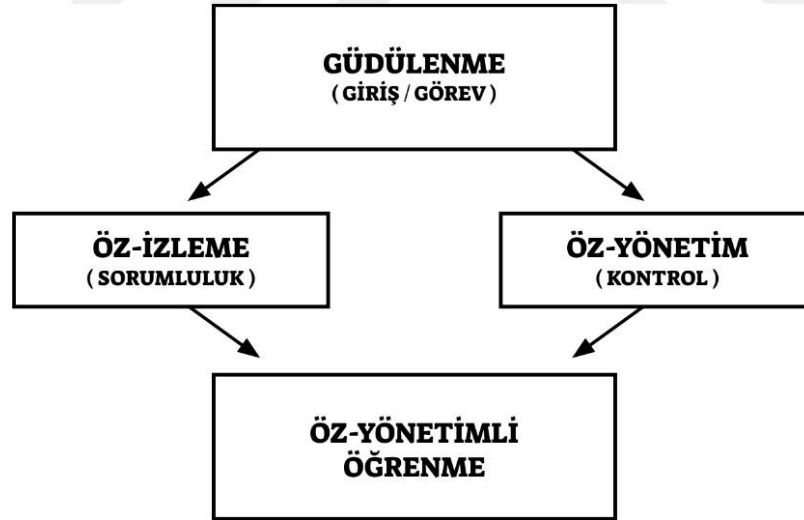 GÜDÜLENME
( GİRİŞ / GÖREV )
ÖZ-İZLEME
( SORUMLULUK )
ÖZ-YÖNETİM
( KONTROL )
ÖZ-YÖNETİMLİ
ÖĞRENME